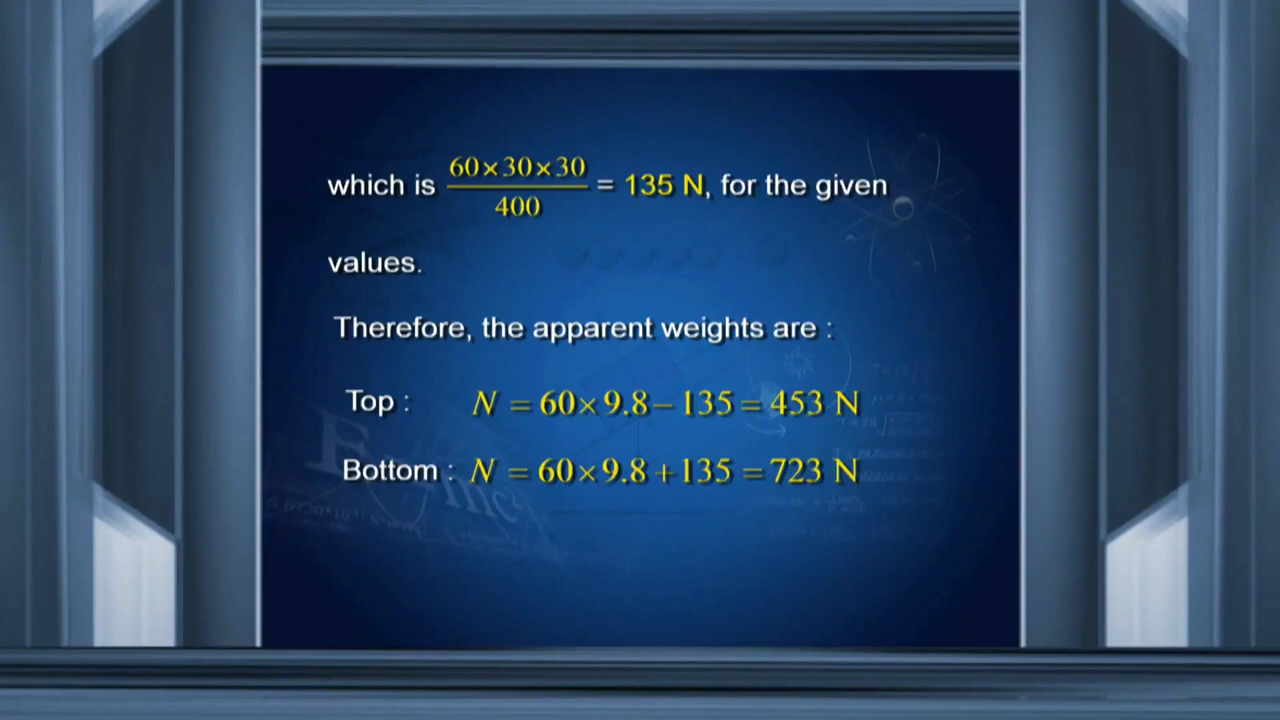 which is 60×30×30/400 = 135 N, for the given
values.
Therefore, the apparent weights are :
Top : N = 60×9.8−135=453 N
Bottom : N = 60×9.8+135=723 N